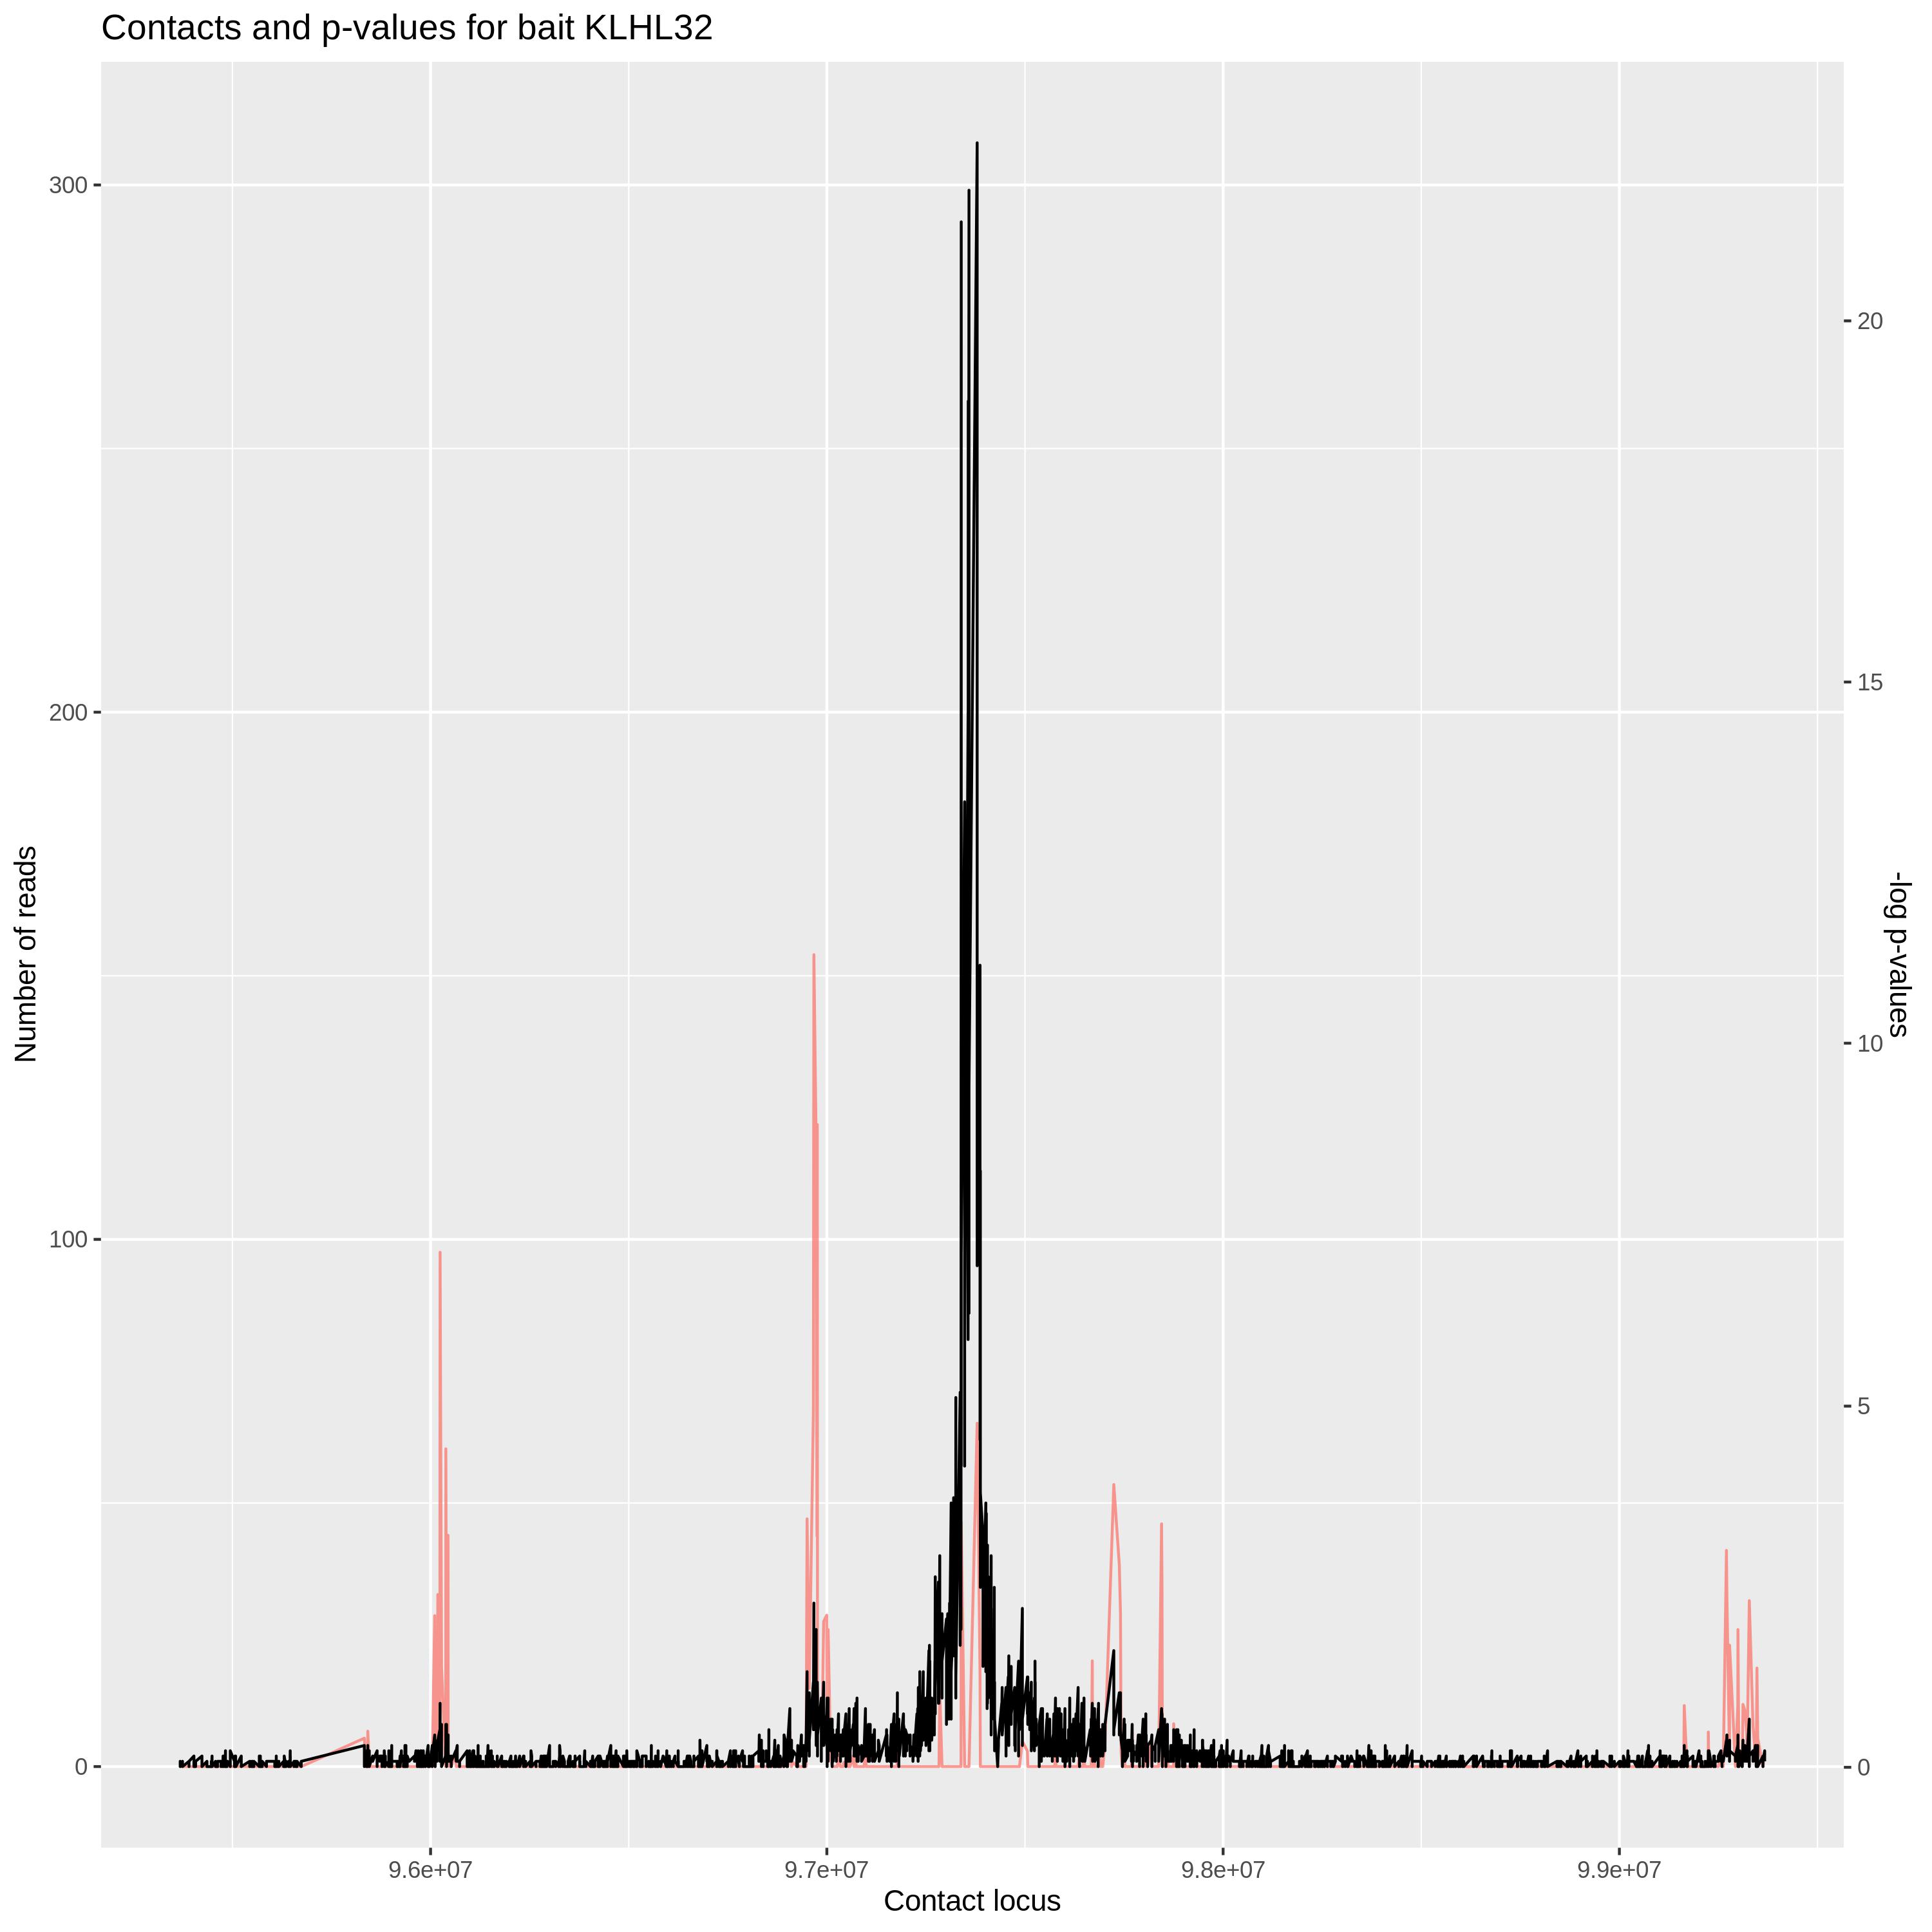 Contacts and p-values for bait KLHL32
300
200
100
0
Number of reads
20
15
10
5
0
-log p-values
9.6e+07
9.7e+07
9.8e+07
9.9e+07
Contact locus